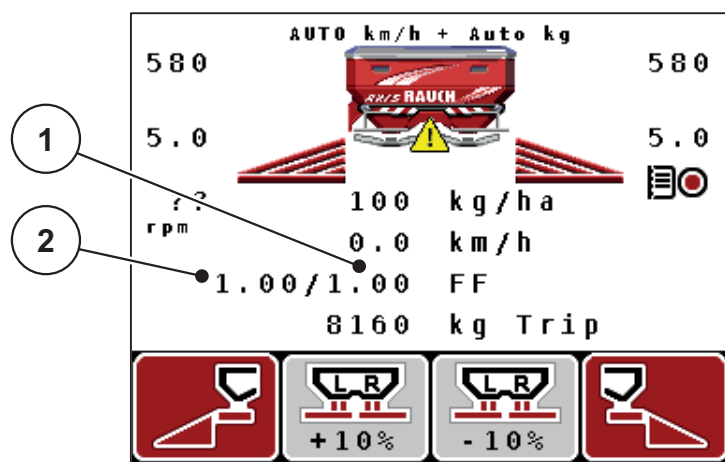 AUTO km/h + Auto kg
580 580
AXIS RAUCH
1
5.0 5.0
??
rpm
100 kg/ha
2
0.0 km/h
1.00/1.00 FF
8160 kg Trip
L R
+10%
L R
-10%